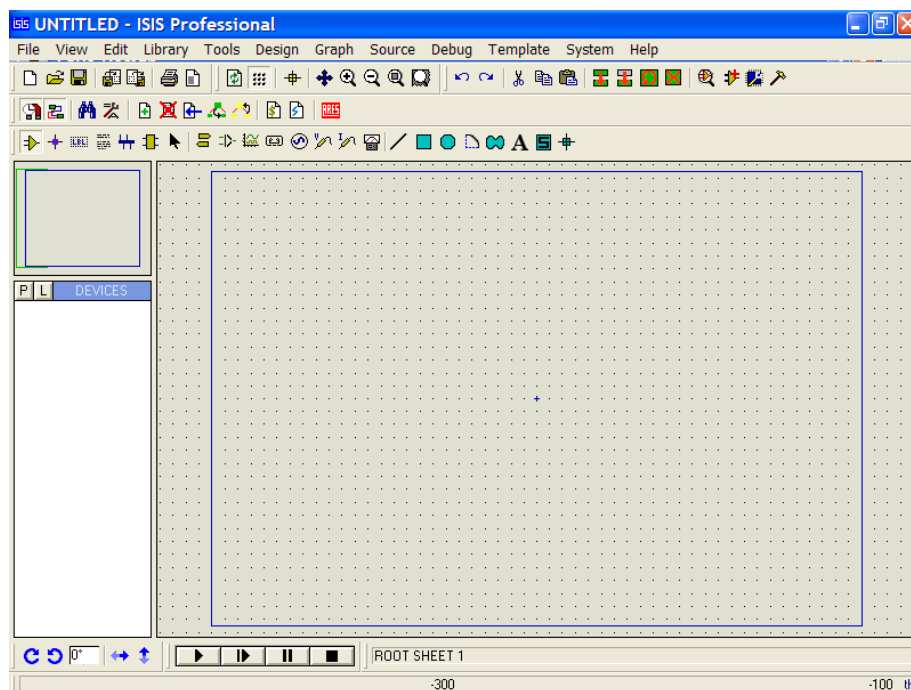 UNTITLED - ISIS Professional
File View Edit Library Tools Design Graph Source Debug Template System Help
A
P L DEVICES
0°
ROOT SHEET 1
-300 -100